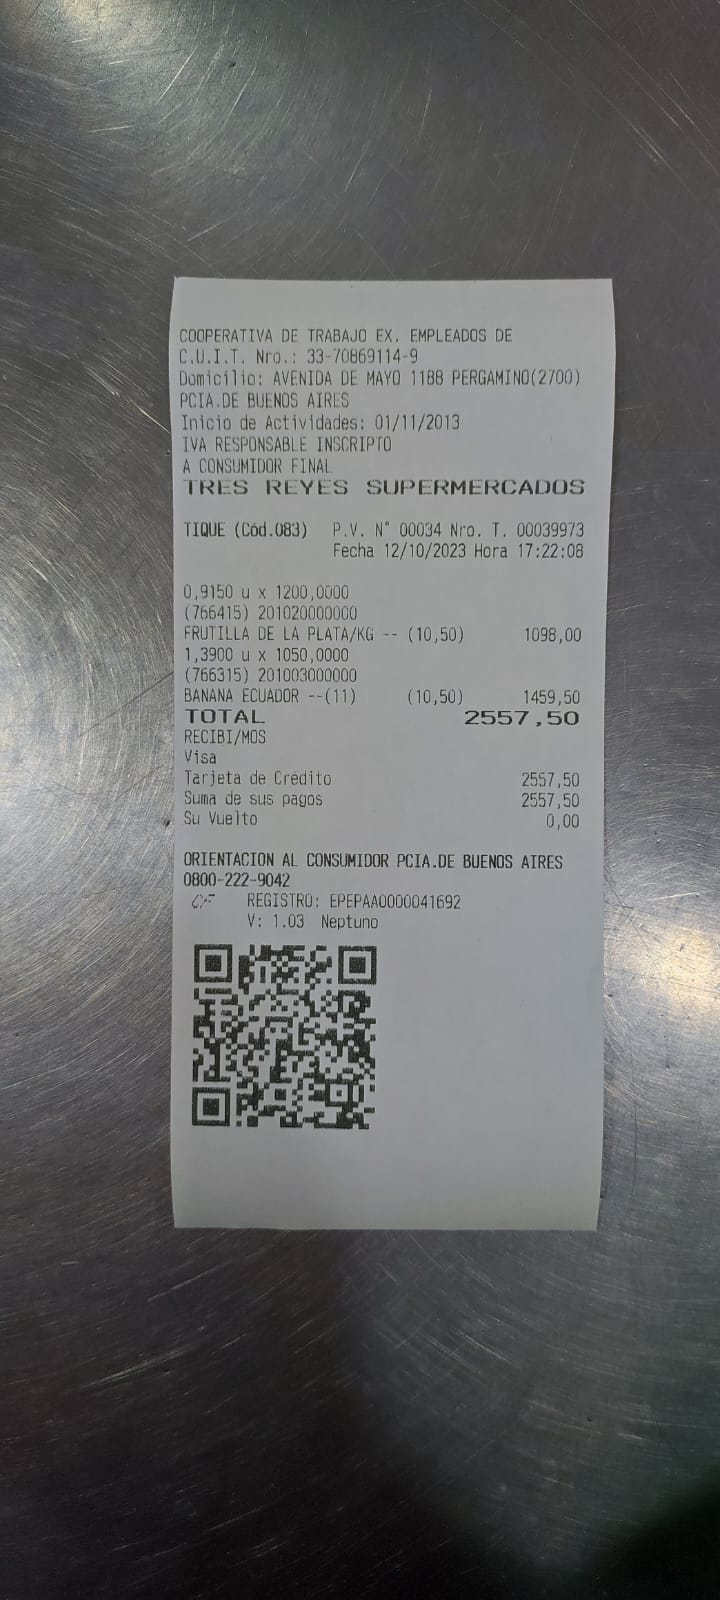 COOPERATIVA DE TRABAJO EX. EMPLEADOS DE
C.U.I.T. Nro.: 33-70869114-9
Domicilio: AVENIDA DE MAYO 1188 PERGAMINO(2700)
PCIA.DE BUENOS AIRES
Inicio de Actividades: 01/11/2013
IVA RESPONSABLE INSCRIPTO
A CONSUMIDOR FINAL
TRES REYES SUPERMERCADOS
TIQUE (Cód.083) P.V. N° 00034 Nro. T. 00039973
Fecha 12/10/2023 Hora 17:22:08
0,9150 u x 1200,0000
(766415) 201020000000
FRUTILLA DE LA PLATA/KG -- (10,50) 1098,00
1,3900 u x 1050,0000
(766315) 201003000000
BANANA ECUADOR --(11) (10,50) 1459,50
TOTAL 2557,50
RECIBI/MOS
Visa
Tarjeta de Crédito 2557,50
Suma de sus pagos 2557,50
Su Vuelto 0,00
ORIENTACION AL CONSUMIDOR PCIA.DE BUENOS AIRES
0800-222-9042
CF REGISTRO: EPEPAA0000041692
V: 1.03 Neptuno